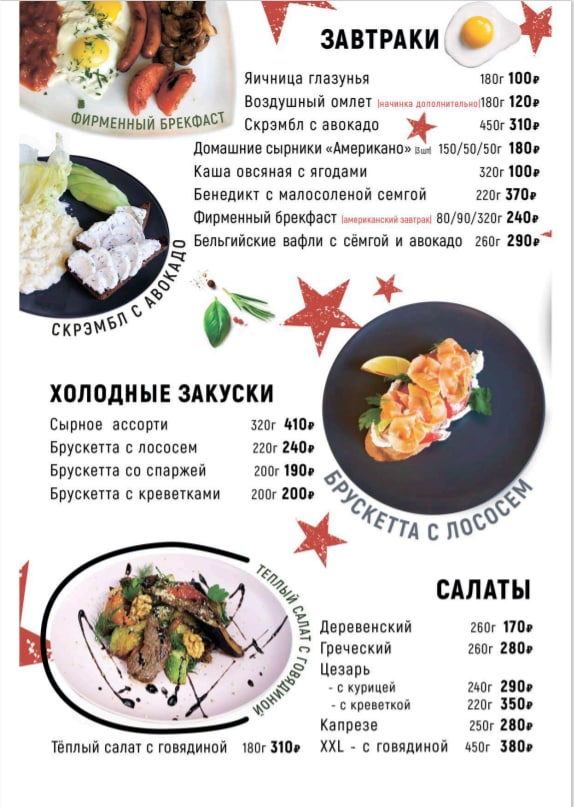 ЗАВТРАКИ
Яичница глазунья 180г 100₽
Воздушный омлет (начинка дополнительно) 180г 120₽
Скрэмбл с авокадо 450г 310₽
Домашние сырники «Американо» (3 шт) 150/50/50г 180₽
Каша овсяная с ягодами 320г 100₽
Бенедикт с малосоленой семгой 220г 370₽
Фирменный брекфаст (американский завтрак) 80/90/320г 240₽
Бельгийские вафли с сёмгой и авокадо 260г 290₽
ФИРМЕННЫЙ БРЕКФАСТ
СКРЭМБЛ С АВОКАДО
ХОЛОДНЫЕ ЗАКУСКИ
Сырное ассорти 320г 410₽
Брускетта с лососем 220г 240₽
Брускетта со спаржей 200г 190₽
Брускетта с креветками 200г 200₽
БРУСКЕТТА С ЛОСОСЕМ
ТЕПЛЫЙ САЛАТ С ГОВЯДИНОЙ
Тёплый салат с говядиной 180г 310₽
САЛАТЫ
Деревенский 260г 170₽
Греческий 260г 280₽
Цезарь
- с курицей 240г 290₽
- с креветкой 220г 350₽
Капрезе 250г 280₽
XXL - с говядиной 450г 380₽